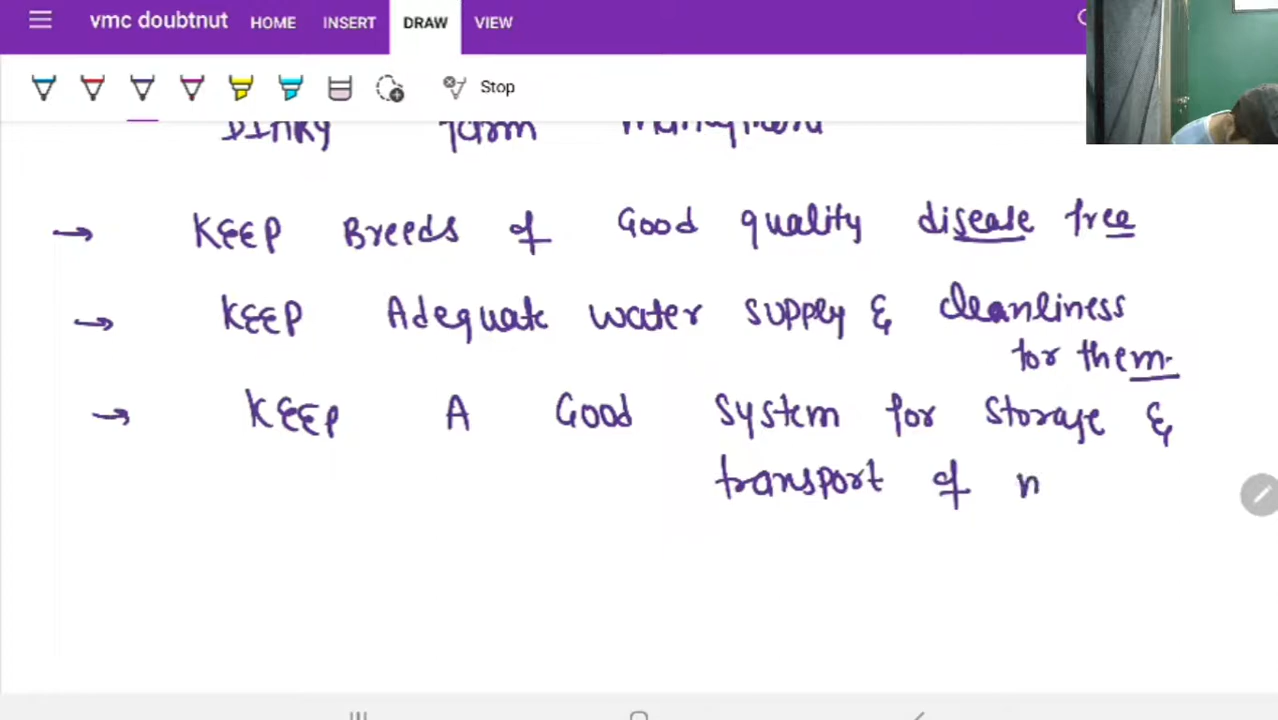 vmc doubtnut HOME INSERT DRAW VIEW
Stop
farm
→ KEEP Breeds of Good quality disease free
→ KEEP Adequate water supply & cleanliness
for them.
→ KEEP A Good system for storage &
transport of n